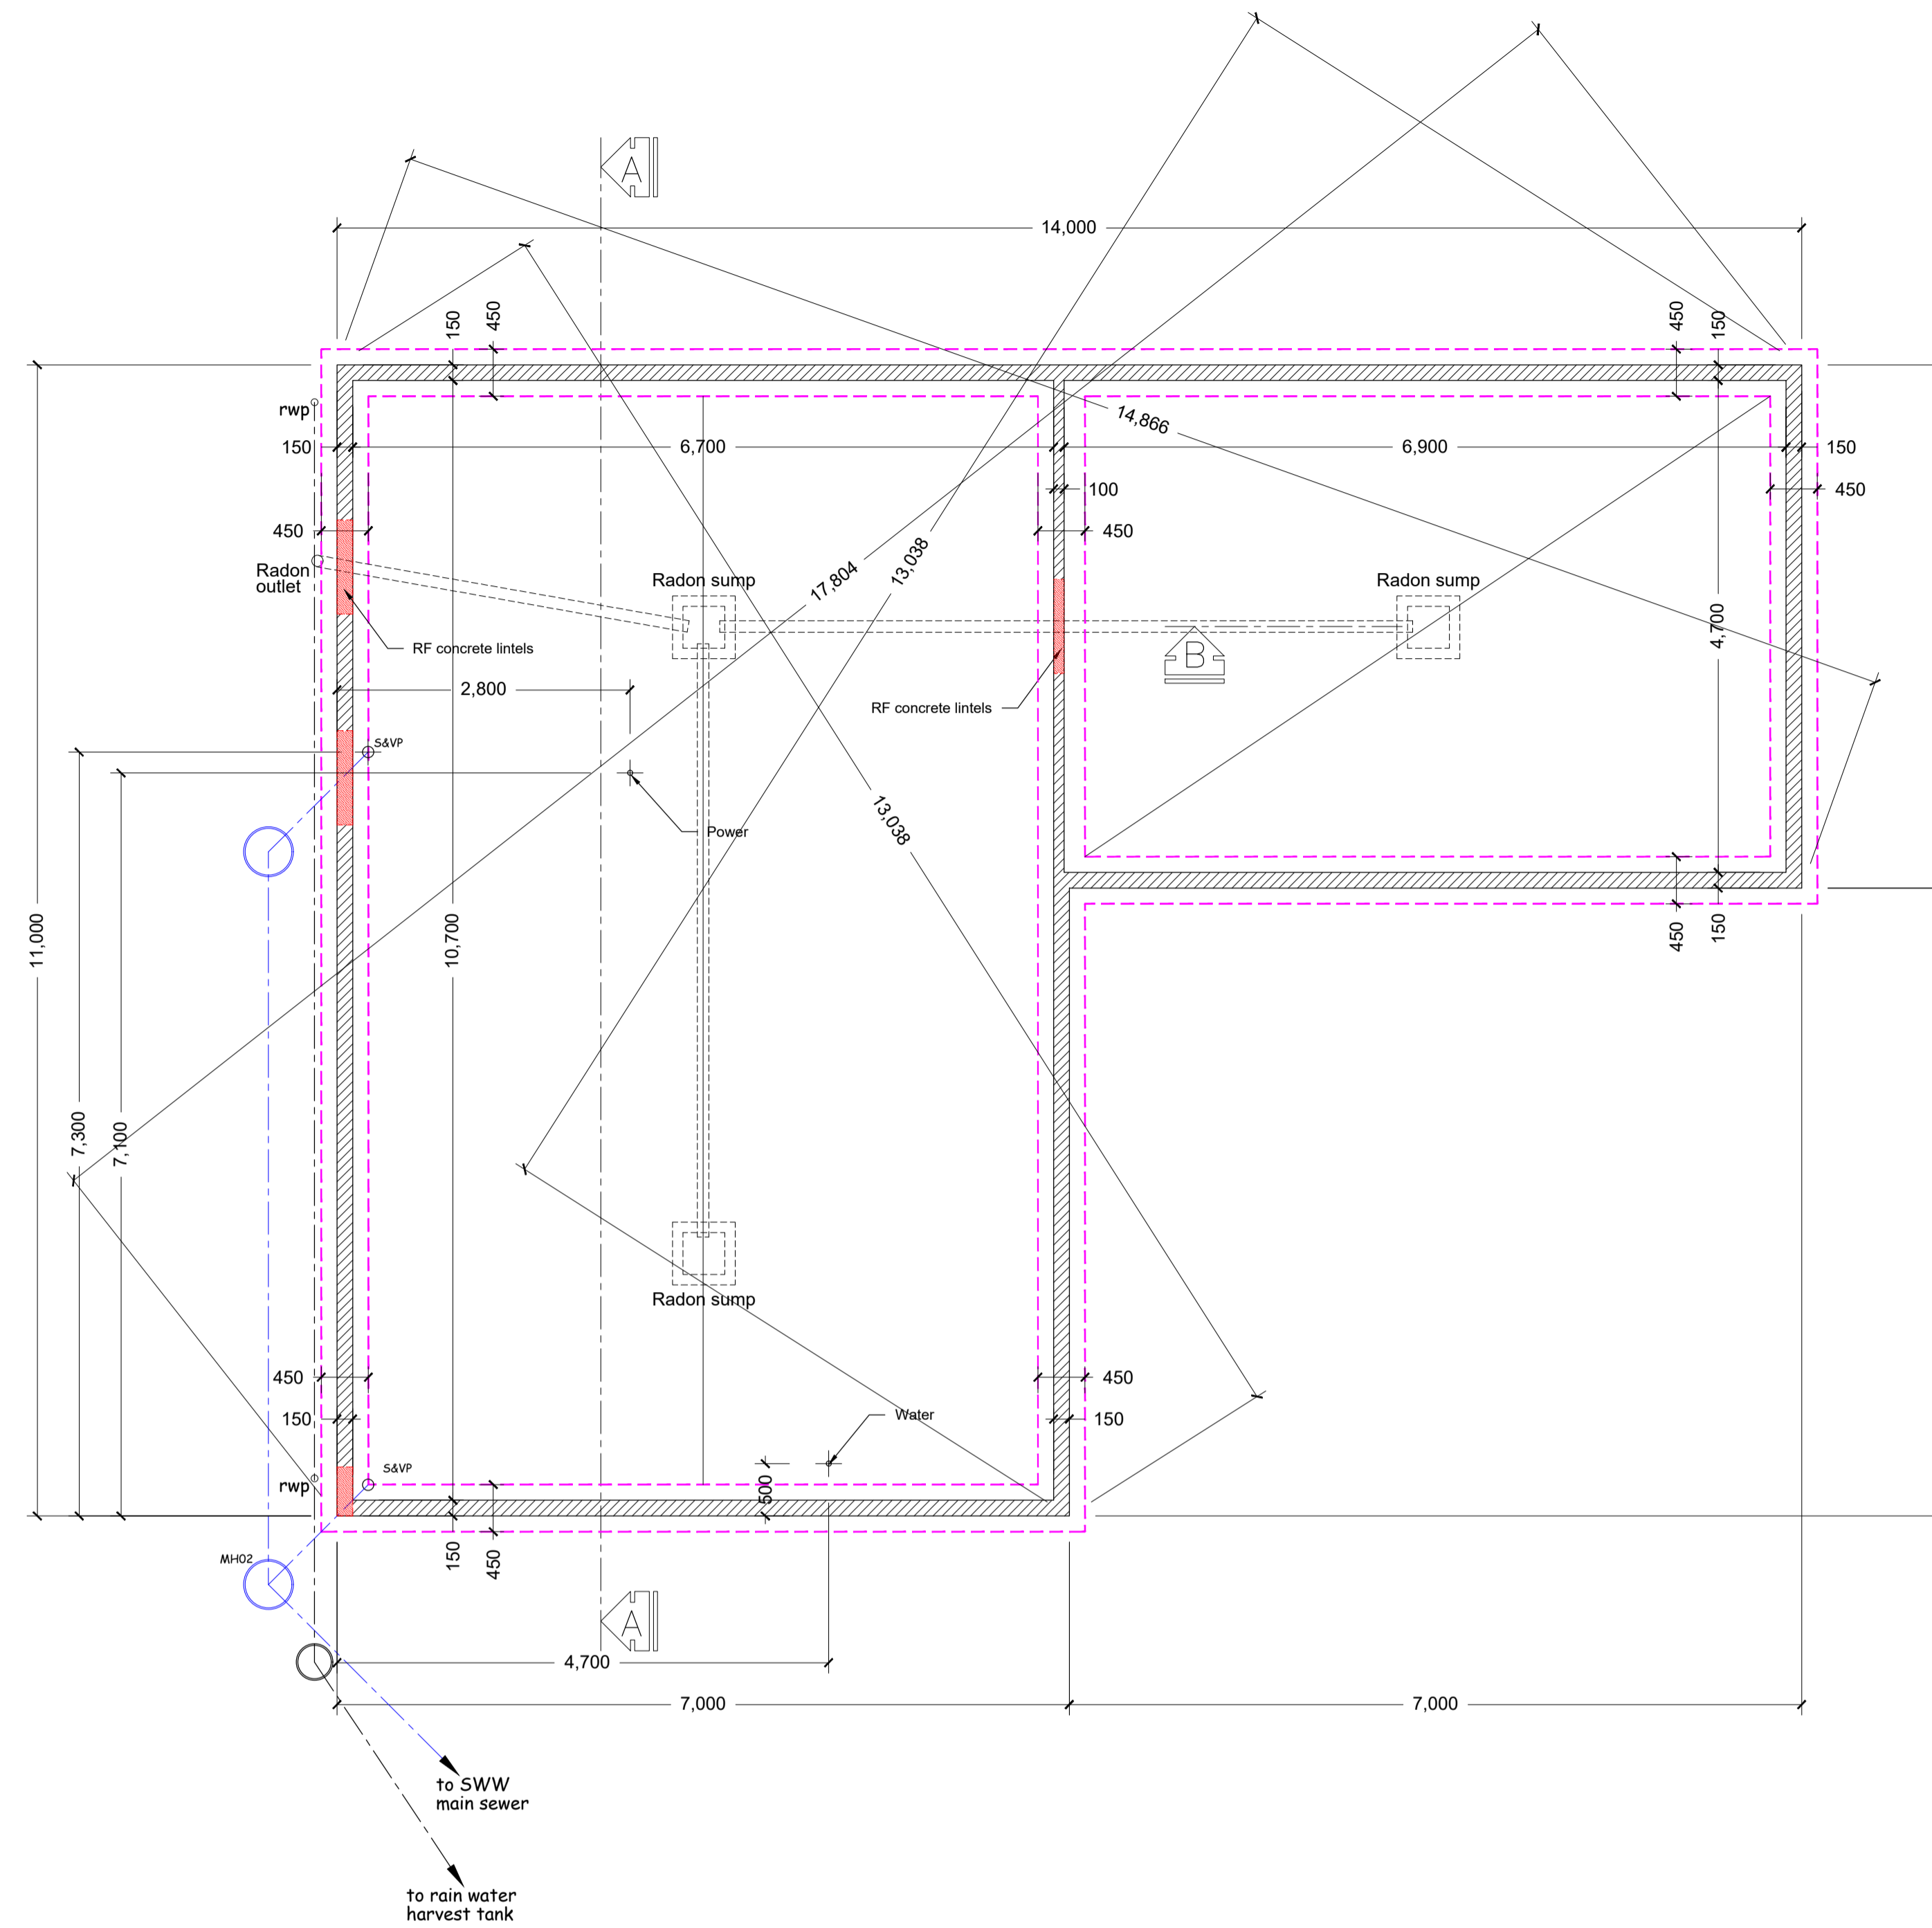 A
14,000
150
450
450
150
rwp
150
6,700
14,866
6,900
150
100
450
450
450
Radon
outlet
Radon sump
17,804
13,038
Radon sump
4,700
RF concrete lintels
B
2,800
RF concrete lintels
S&VP
Power
13,038
11,000
10,700
450
150
7,300
7,100
Radon sump
450
450
150
Water
150
S&VP
rwp
500
MH02
150
450
A
4,700
7,000
7,000
to SWW
main sewer
to rain water
harvest tank